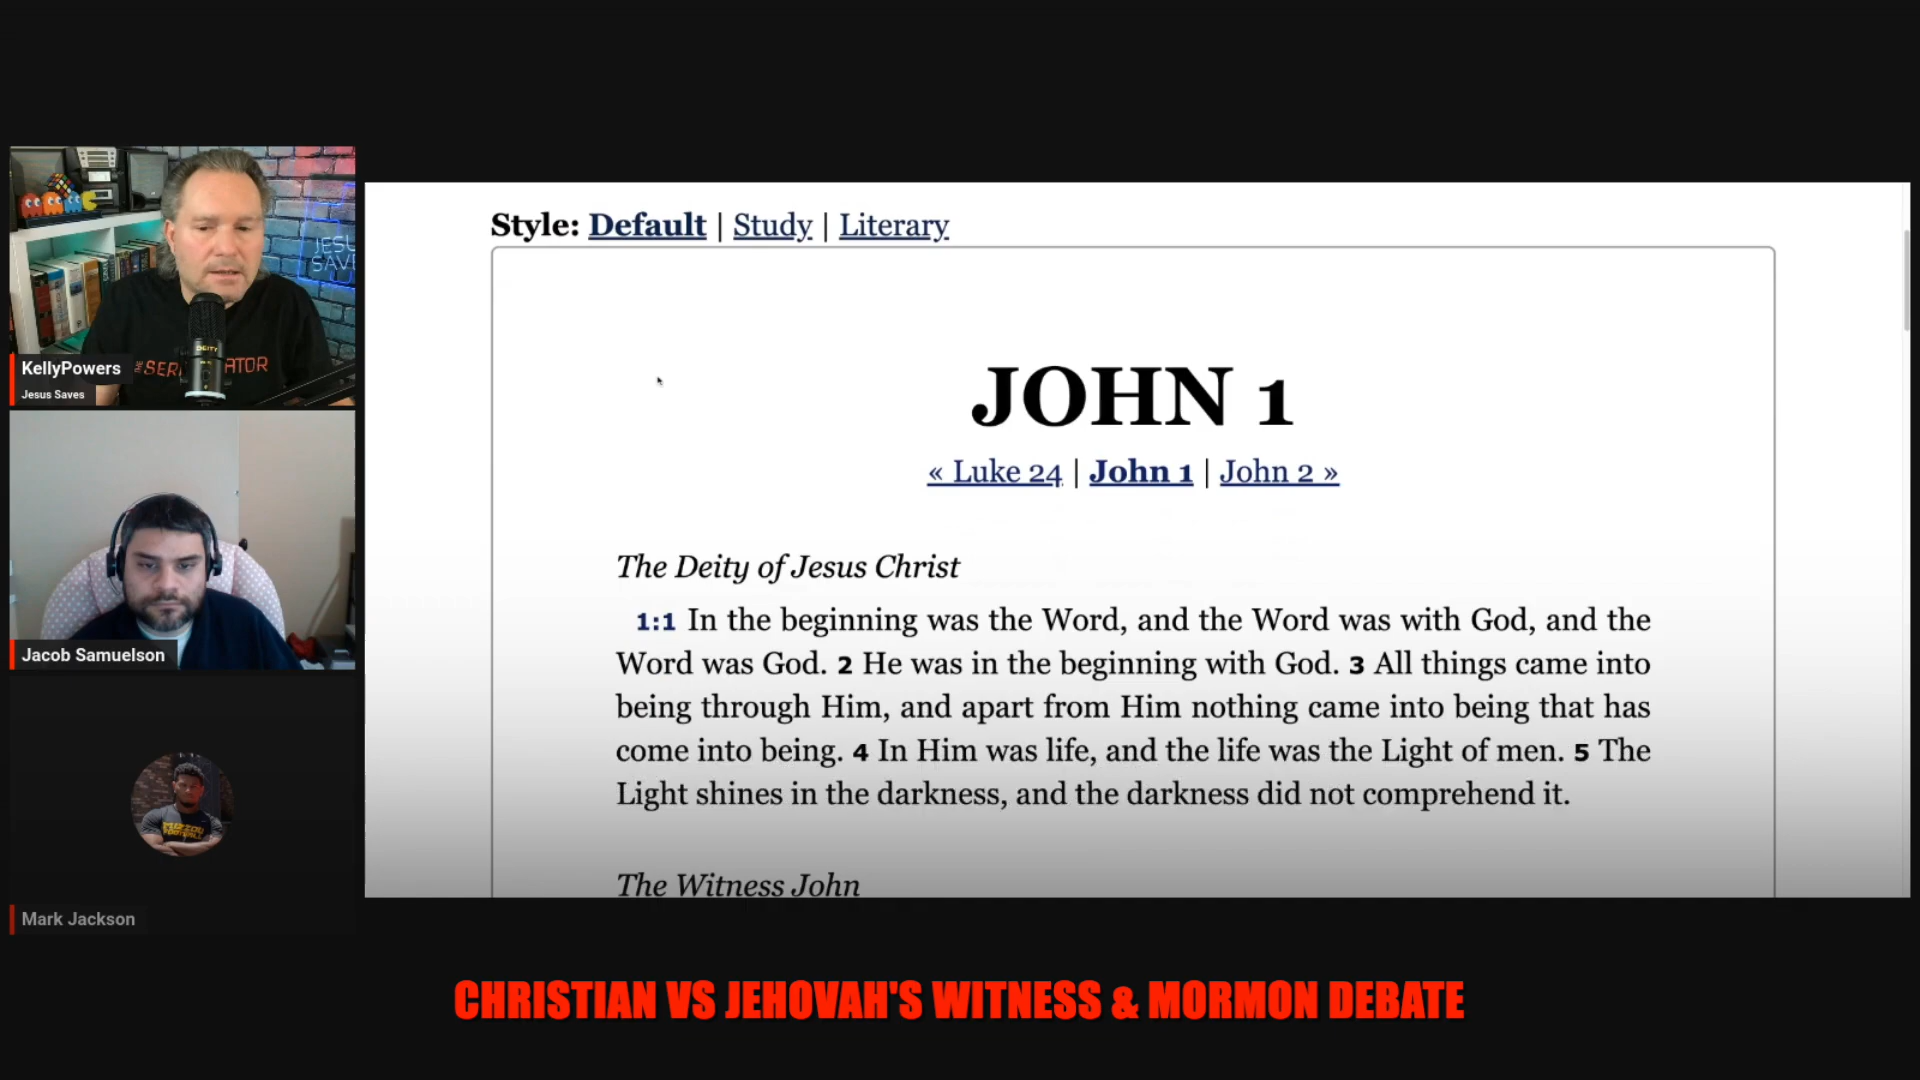 Style: Default | Study | Literary
JOHN 1
« Luke 24 | John 1 | John 2 »
The Deity of Jesus Christ
1:1 In the beginning was the Word, and the Word was with God, and the
Word was God. 2 He was in the beginning with God. 3 All things came into
being through Him, and apart from Him nothing came into being that has
come into being. 4 In Him was life, and the life was the Light of men. 5 The
Light shines in the darkness, and the darkness did not comprehend it.
The Witness John
DEITY
KellyPowers
Jesus Saves
Jacob Samuelson
MIZZOU
FOOTBALL
Mark Jackson
CHRISTIAN VS JEHOVAH'S WITNESS & MORMON DEBATE